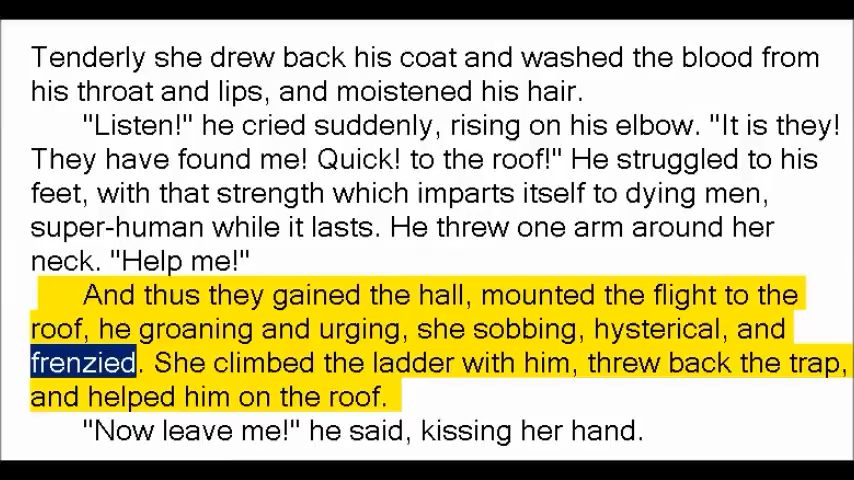 Tenderly she drew back his coat and washed the blood from
his throat and lips, and moistened his hair.
"Listen!" he cried suddenly, rising on his elbow. "It is they!
They have found me! Quick! to the roof!" He struggled to his
feet, with that strength which imparts itself to dying men,
super-human while it lasts. He threw one arm around her
neck. "Help me!"
And thus they gained the hall, mounted the flight to the
roof, he groaning and urging, she sobbing, hysterical, and
frenzied. She climbed the ladder with him, threw back the trap,
and helped him on the roof.
"Now leave me!" he said, kissing her hand.